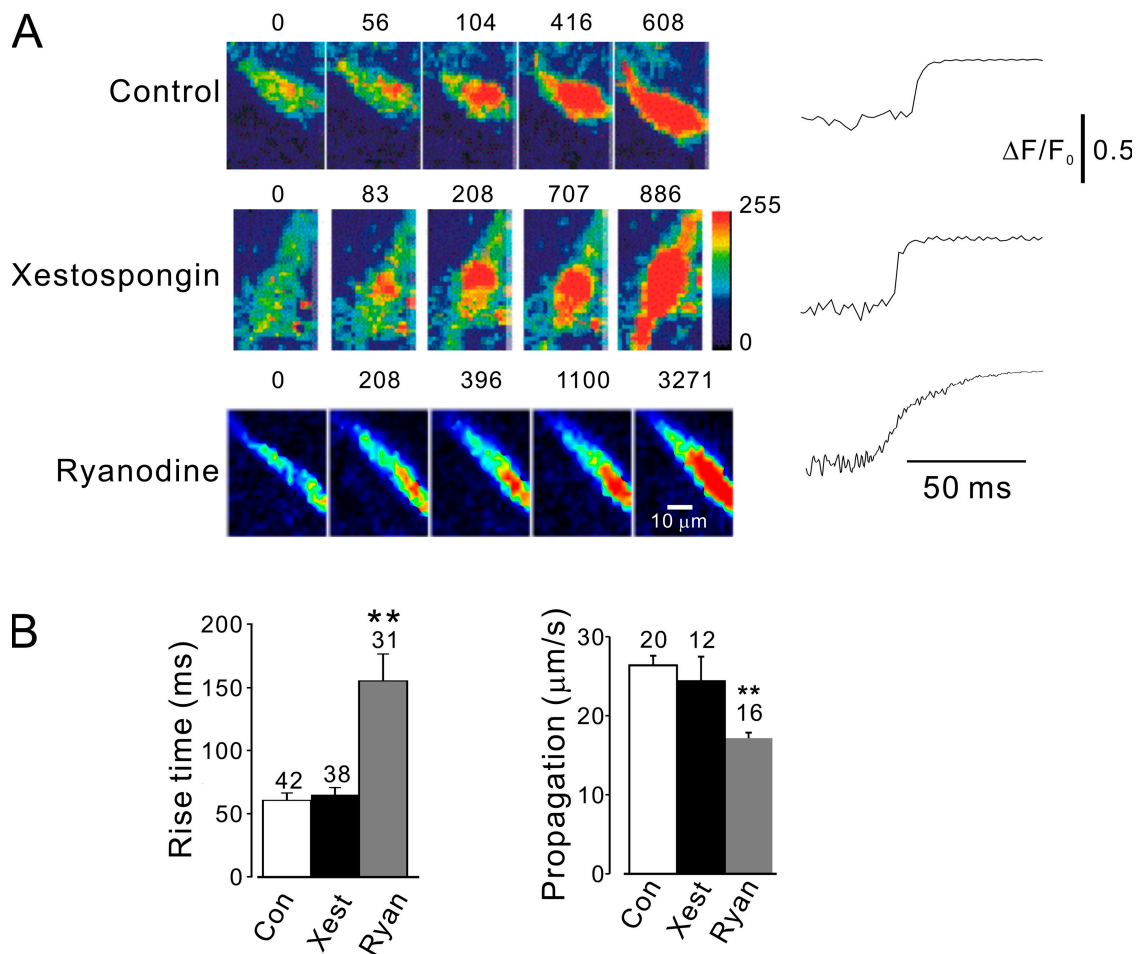 A
0 56 104 416 608
Control
ΔF/F₀ 0.5
0 83 208 707 886
255
Xestospongin
0
0 208 396 1100 3271
Ryanodine
10 μm
50 ms
B
Rise time (ms)
200
150
100
50
0
42 38 ** 31
Con Xest Ryan
Propagation (μm/s)
30
20
10
0
20 12 ** 16
Con Xest Ryan